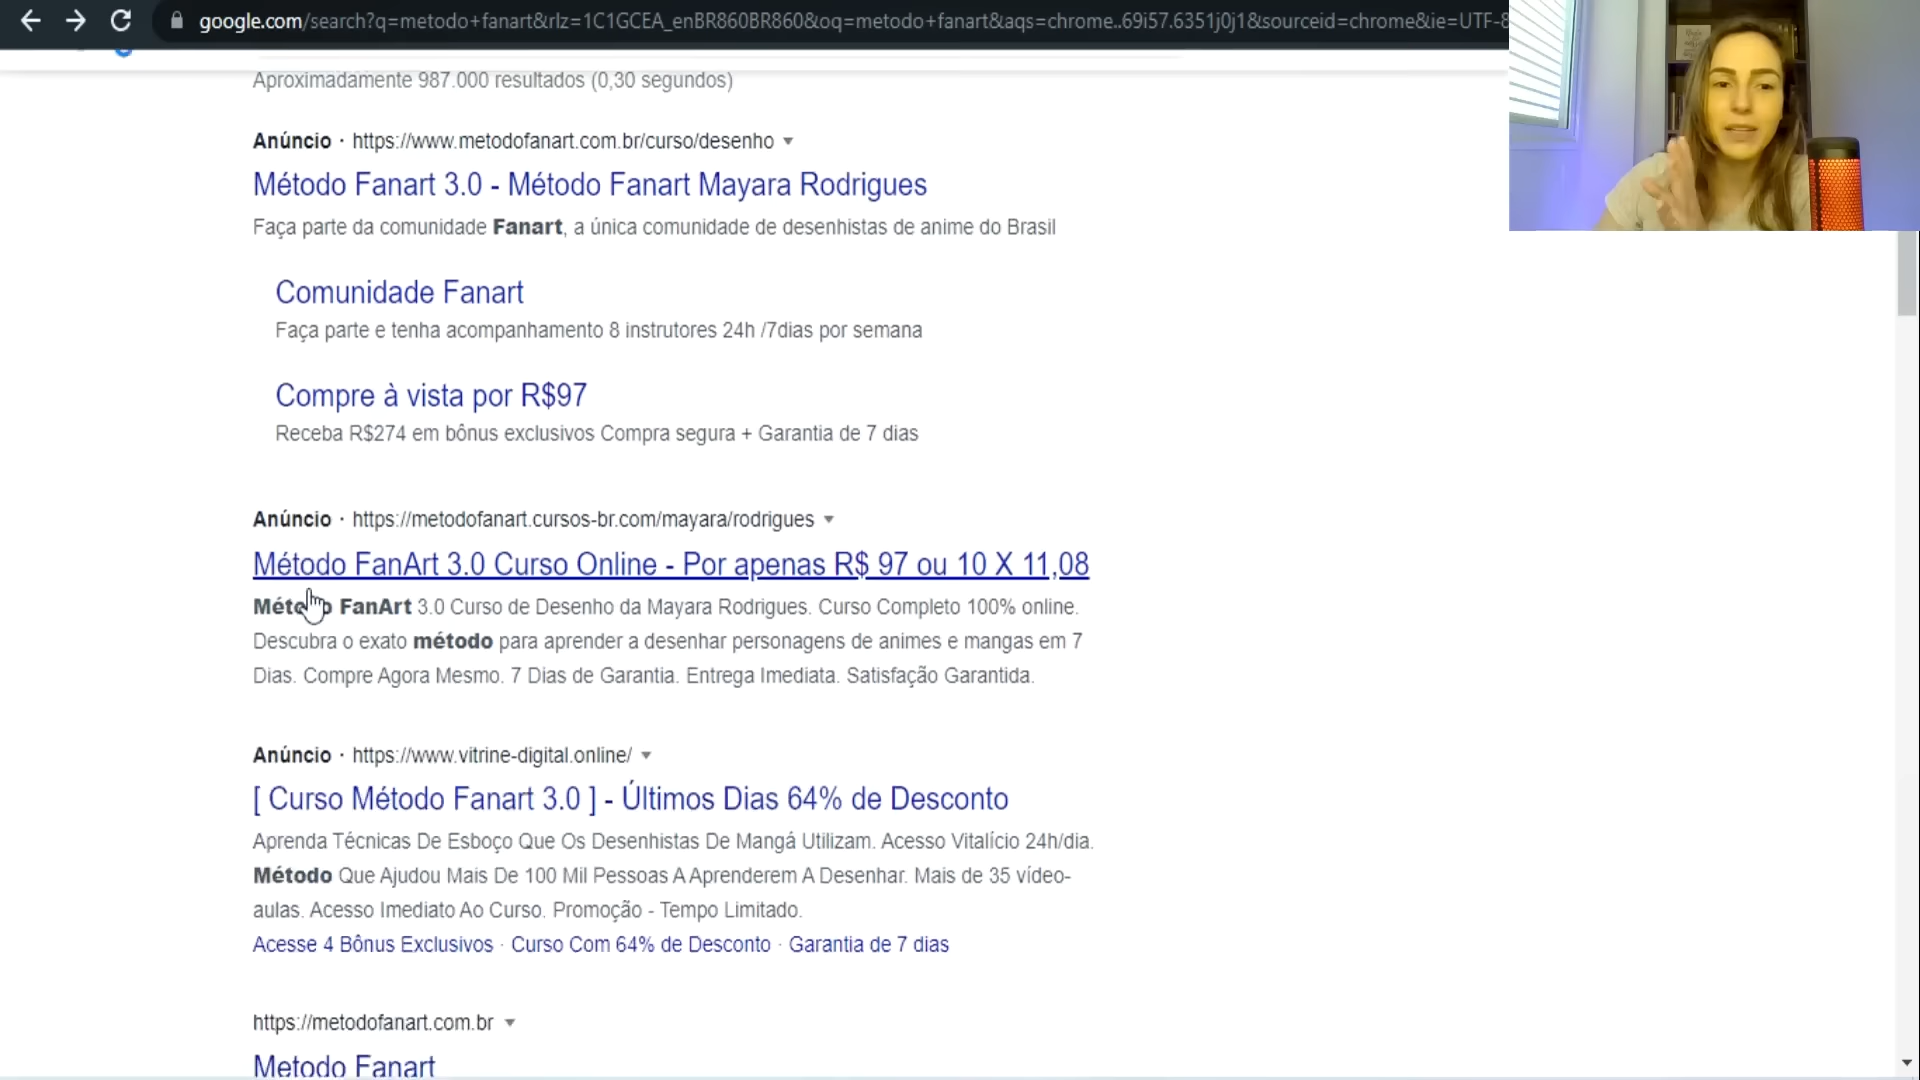 google.com/search?q=metodo+fanart&rlz=1C1GCEA_enBR860BR860&oq=metodo+fanart&aqs=chrome..69i57.6351j0j1&sourceid=chrome&ie=UTF-8
Aproximadamente 987.000 resultados (0,30 segundos)
Anúncio · https://www.metodofanart.com.br/curso/desenho
Método Fanart 3.0 - Método Fanart Mayara Rodrigues
Faça parte da comunidade Fanart, a única comunidade de desenhistas de anime do Brasil
Comunidade Fanart
Faça parte e tenha acompanhamento 8 instrutores 24h /7dias por semana
Compre à vista por R$97
Receba R$274 em bônus exclusivos Compra segura + Garantia de 7 dias
Anúncio · https://metodofanart.cursos-br.com/mayara/rodrigues
Método FanArt 3.0 Curso Online - Por apenas R$ 97 ou 10 X 11,08
Método FanArt 3.0 Curso de Desenho da Mayara Rodrigues. Curso Completo 100% online.
Descubra o exato método para aprender a desenhar personagens de animes e mangas em 7
Dias. Compre Agora Mesmo. 7 Dias de Garantia. Entrega Imediata. Satisfação Garantida.
Anúncio · https://www.vitrine-digital.online/
[ Curso Método Fanart 3.0 ] - Últimos Dias 64% de Desconto
Aprenda Técnicas De Esboço Que Os Desenhistas De Mangá Utilizam. Acesso Vitalício 24h/dia.
Método Que Ajudou Mais De 100 Mil Pessoas A Aprenderem A Desenhar. Mais de 35 vídeo-
aulas. Acesso Imediato Ao Curso. Promoção - Tempo Limitado.
Acesse 4 Bônus Exclusivos · Curso Com 64% de Desconto · Garantia de 7 dias
https://metodofanart.com.br
Metodo Fanart